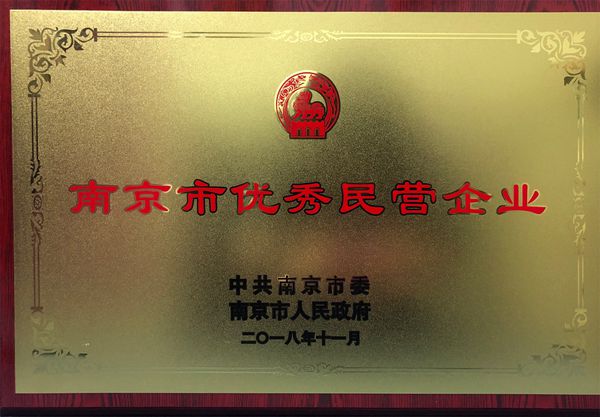 南京市优秀民营企业
中共南京市委
南京市人民政府
二〇一八年十一月